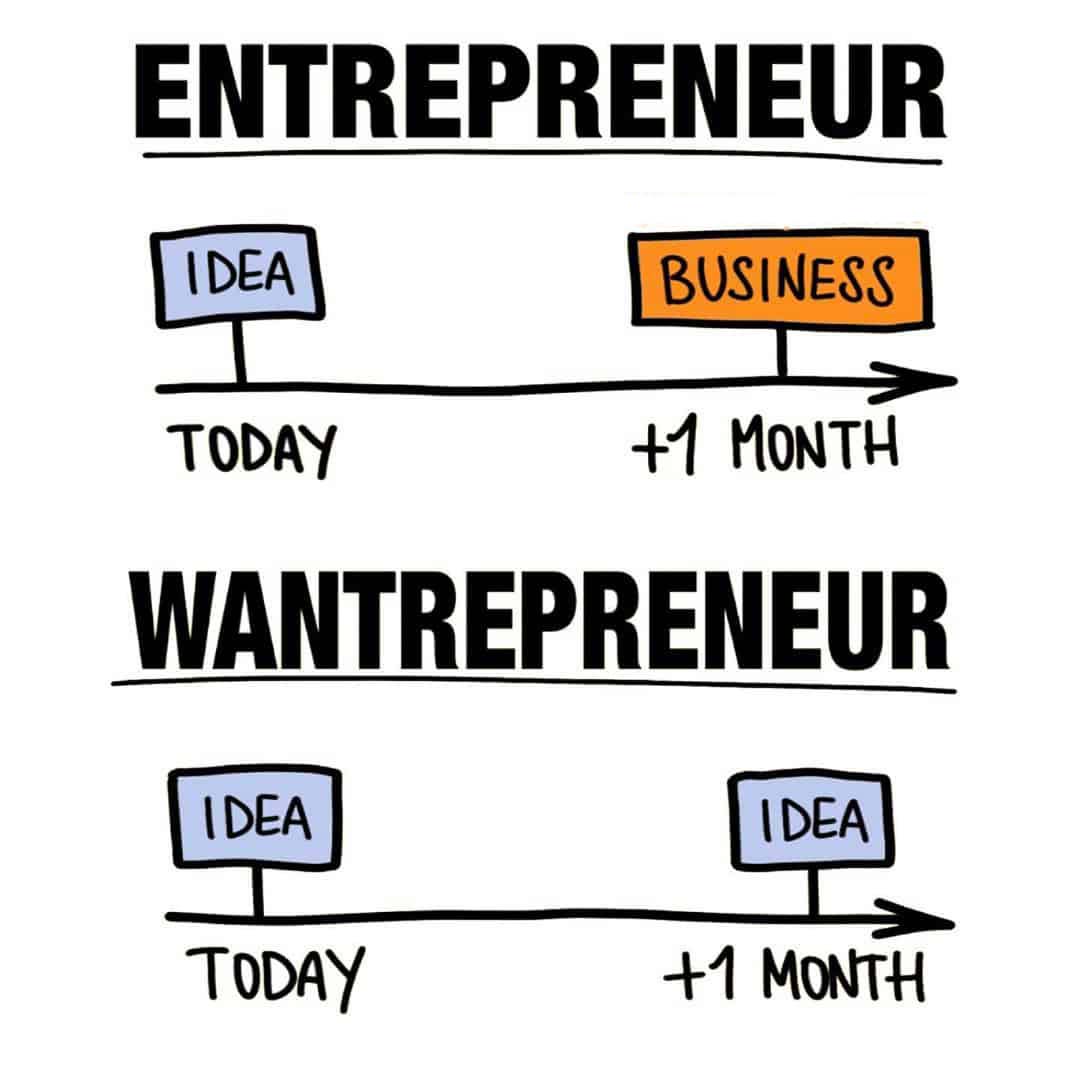 ENTREPRENEUR
IDEA BUSINESS
TODAY +1 MONTH
WANTREPRENEUR
IDEA IDEA
TODAY +1 MONTH